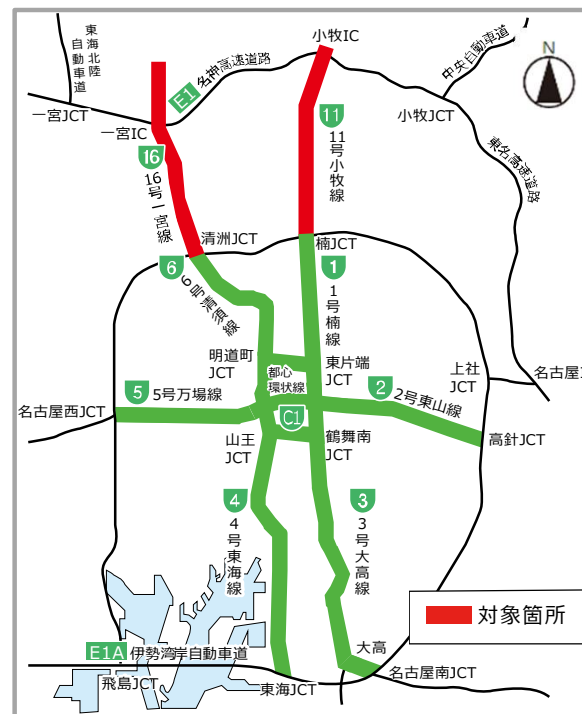 東海北陸
自動車道
小牧IC
N
名神高速道路
E1
中央自動車道
一宮JCT
一宮IC
11
11号小牧線
小牧JCT
16
16号一宮線
東名高速道路
清洲JCT
楠JCT
6
6号清須線
1
1号楠線
明道町
JCT
都心
環状線
東片端
JCT
上社
JCT
5
5号万場線
2
2号東山線
名古屋西JCT
C1
山王
JCT
鶴舞南
JCT
高針JCT
4
4号東海線
3
3号大高線
対象箇所
E1A
伊勢湾岸自動車道
大高
飛島JCT
東海JCT
名古屋南JCT